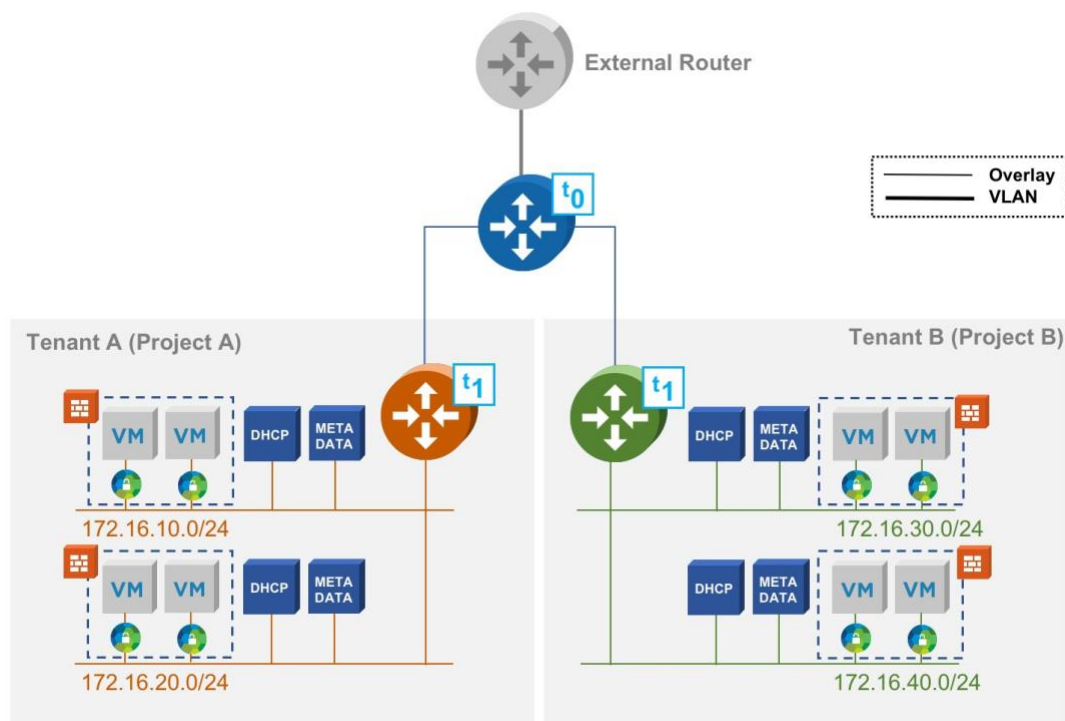 External Router
t0
Overlay
VLAN
Tenant A (Project A)
t1
VM
VM
DHCP
META
DATA
172.16.10.0/24
VM
VM
DHCP
META
DATA
172.16.20.0/24
Tenant B (Project B)
t1
DHCP
META
DATA
VM
VM
172.16.30.0/24
DHCP
META
DATA
VM
VM
172.16.40.0/24